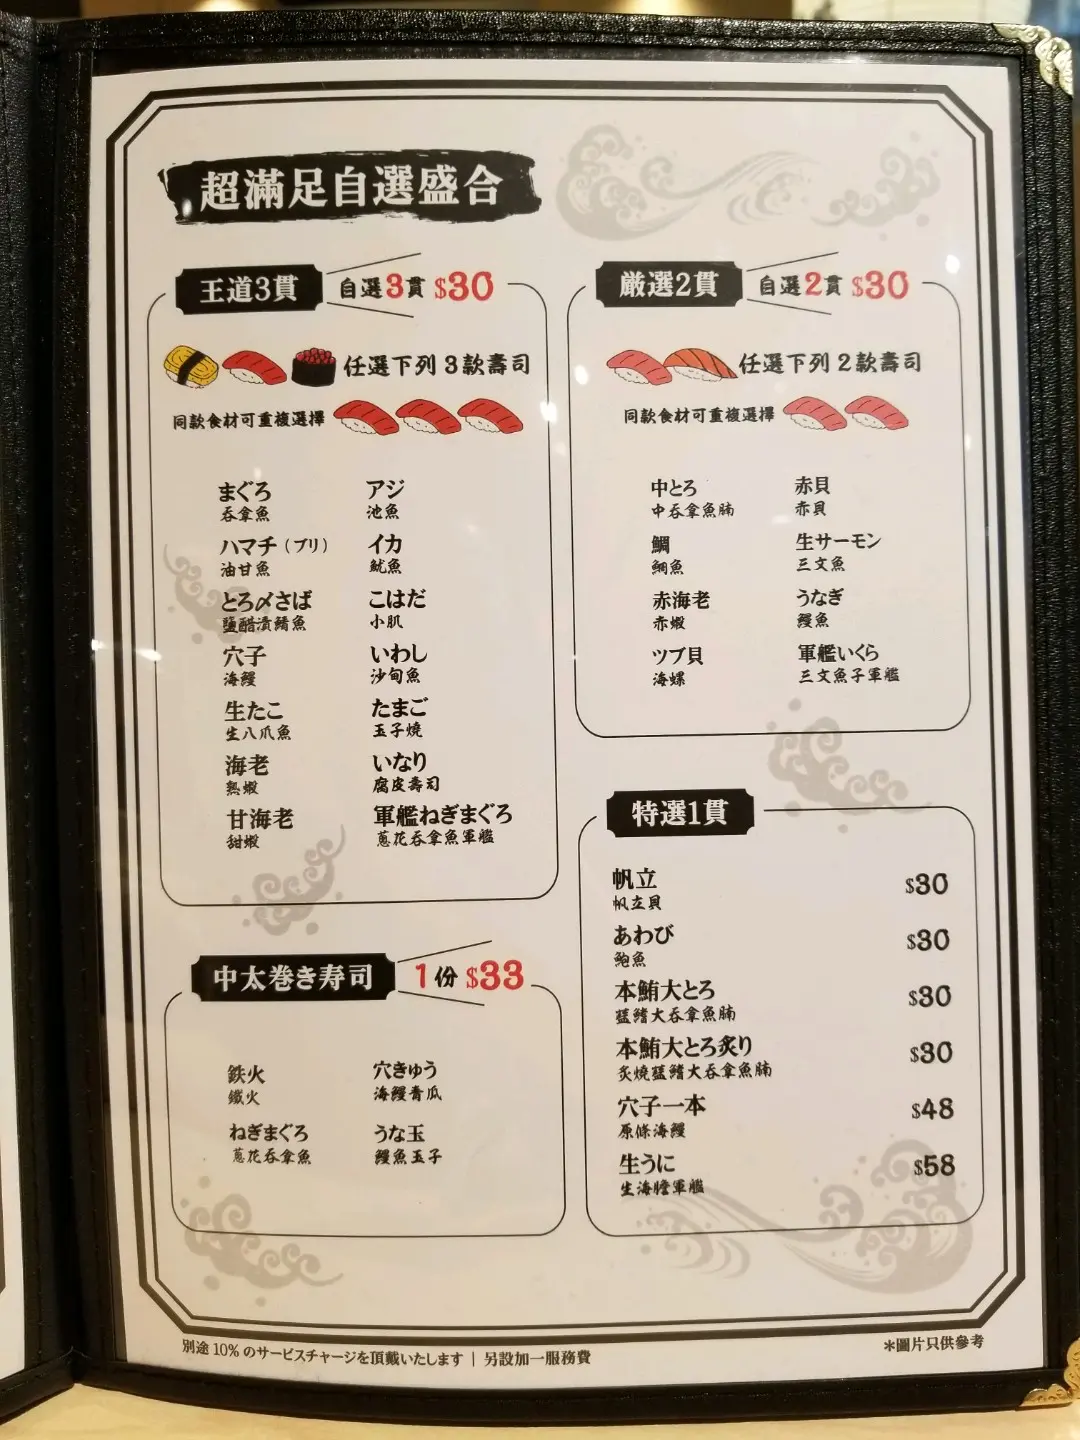 超滿足自選盛合
王道3貫 自選3貫 $30
任選下列3款壽司
同款食材可重複選擇
まぐろ
吞拿魚
アジ
池魚
ハマチ（ブリ）
油甘魚
イカ
魷魚
とろ〆さば
鹽醋漬鯖魚
こはだ
小肌
穴子
海鰻
いわし
沙甸魚
生たこ
生八爪魚
たまご
玉子燒
海老
熟蝦
いなり
腐皮壽司
甘海老
甜蝦
軍艦ねぎまぐろ
蔥花吞拿魚軍艦
厳選2貫 自選2貫 $30
任選下列2款壽司
同款食材可重複選擇
中とろ
中吞拿魚腩
赤貝
赤貝
鯛
鯛魚
生サーモン
三文魚
赤海老
赤蝦
うなぎ
鰻魚
ツブ貝
海螺
軍艦いくら
三文魚子軍艦
中太巻き寿司 1份 $33
鉄火
鐵火
穴きゅう
海鰻青瓜
ねぎまぐろ
蔥花吞拿魚
うな玉
鰻魚玉子
特選1貫
帆立 $30
帆立貝
あわび $30
鮑魚
本鮪大とろ $30
藍鰭大吞拿魚腩
本鮪大とろ炙り $30
炙燒藍鰭大吞拿魚腩
穴子一本 $48
原條海鰻
生うに $58
生海膽軍艦
別途10%のサービスチャージを頂戴いたします | 另設加一服務費
*圖片只供參考